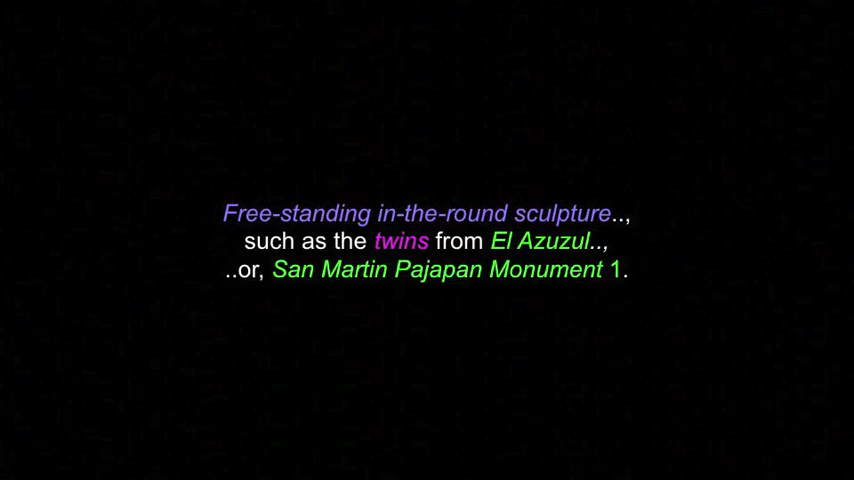 Free-standing in-the-round sculpture..,
such as the twins from El Azuzul..,
..or, San Martin Pajapan Monument 1.